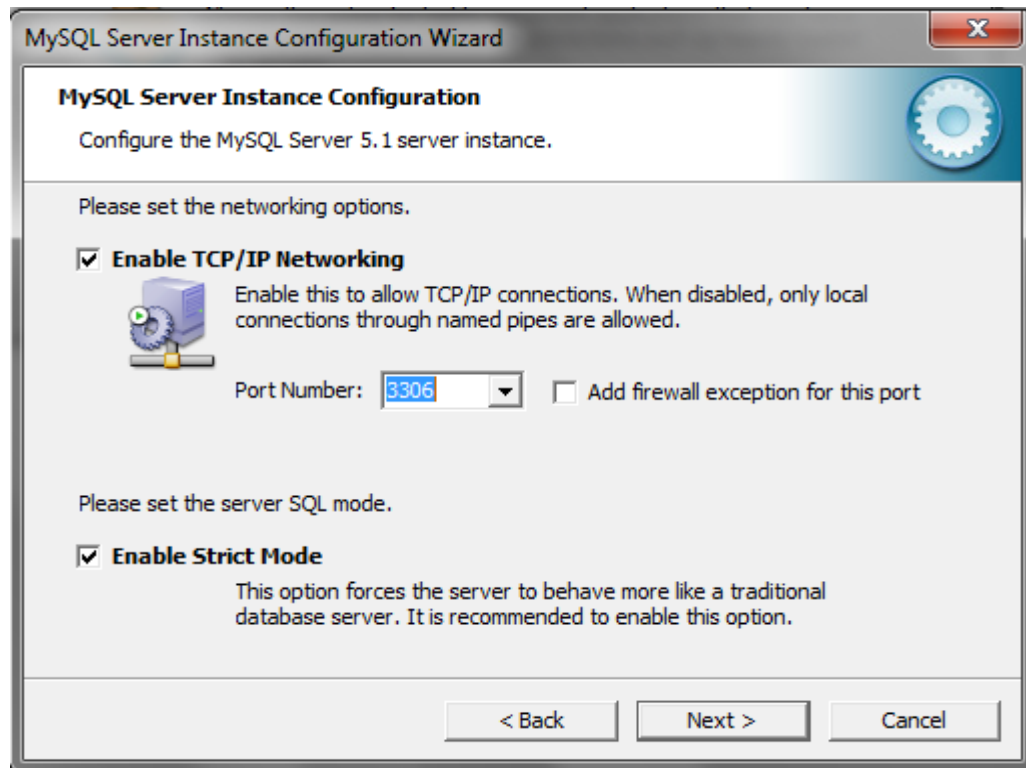 MySQL Server Instance Configuration Wizard
MySQL Server Instance Configuration
Configure the MySQL Server 5.1 server instance.
Please set the networking options.
Enable TCP/IP Networking
Enable this to allow TCP/IP connections. When disabled, only local
connections through named pipes are allowed.
Port Number: 3306 Add firewall exception for this port
Please set the server SQL mode.
Enable Strict Mode
This option forces the server to behave more like a traditional
database server. It is recommended to enable this option.
< Back Next > Cancel